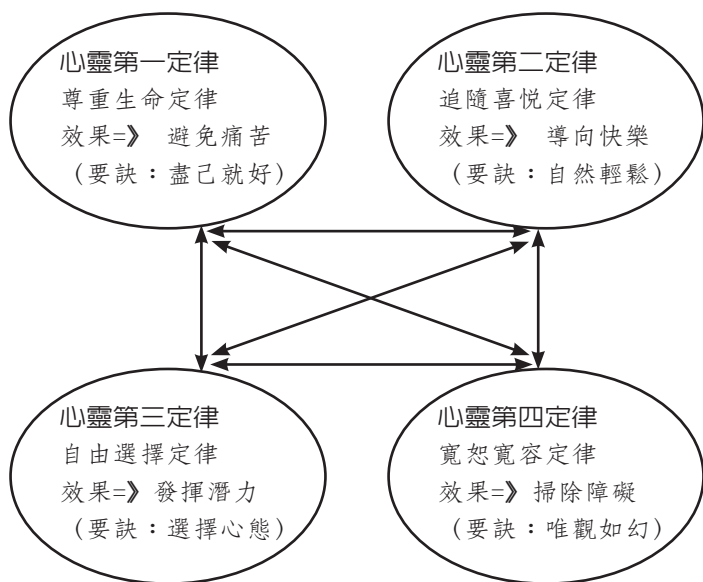 心靈第一定律
尊重生命定律
效果=》 避免痛苦
（要訣：盡己就好）
心靈第二定律
追隨喜悅定律
效果=》 導向快樂
（要訣：自然輕鬆）
心靈第三定律
自由選擇定律
效果=》發揮潛力
（要訣：選擇心態）
心靈第四定律
寬恕寬容定律
效果=》掃除障礙
（要訣：唯觀如幻）